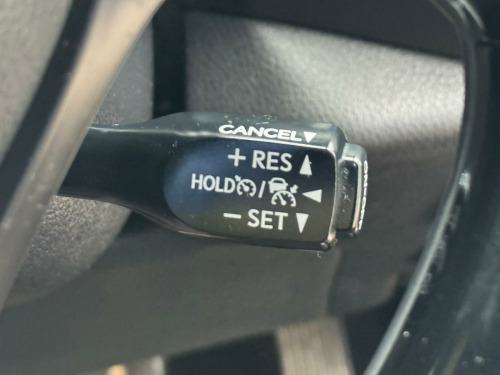 CANCEL▼
+ RES ▲
HOLD / ◀
− SET ▼